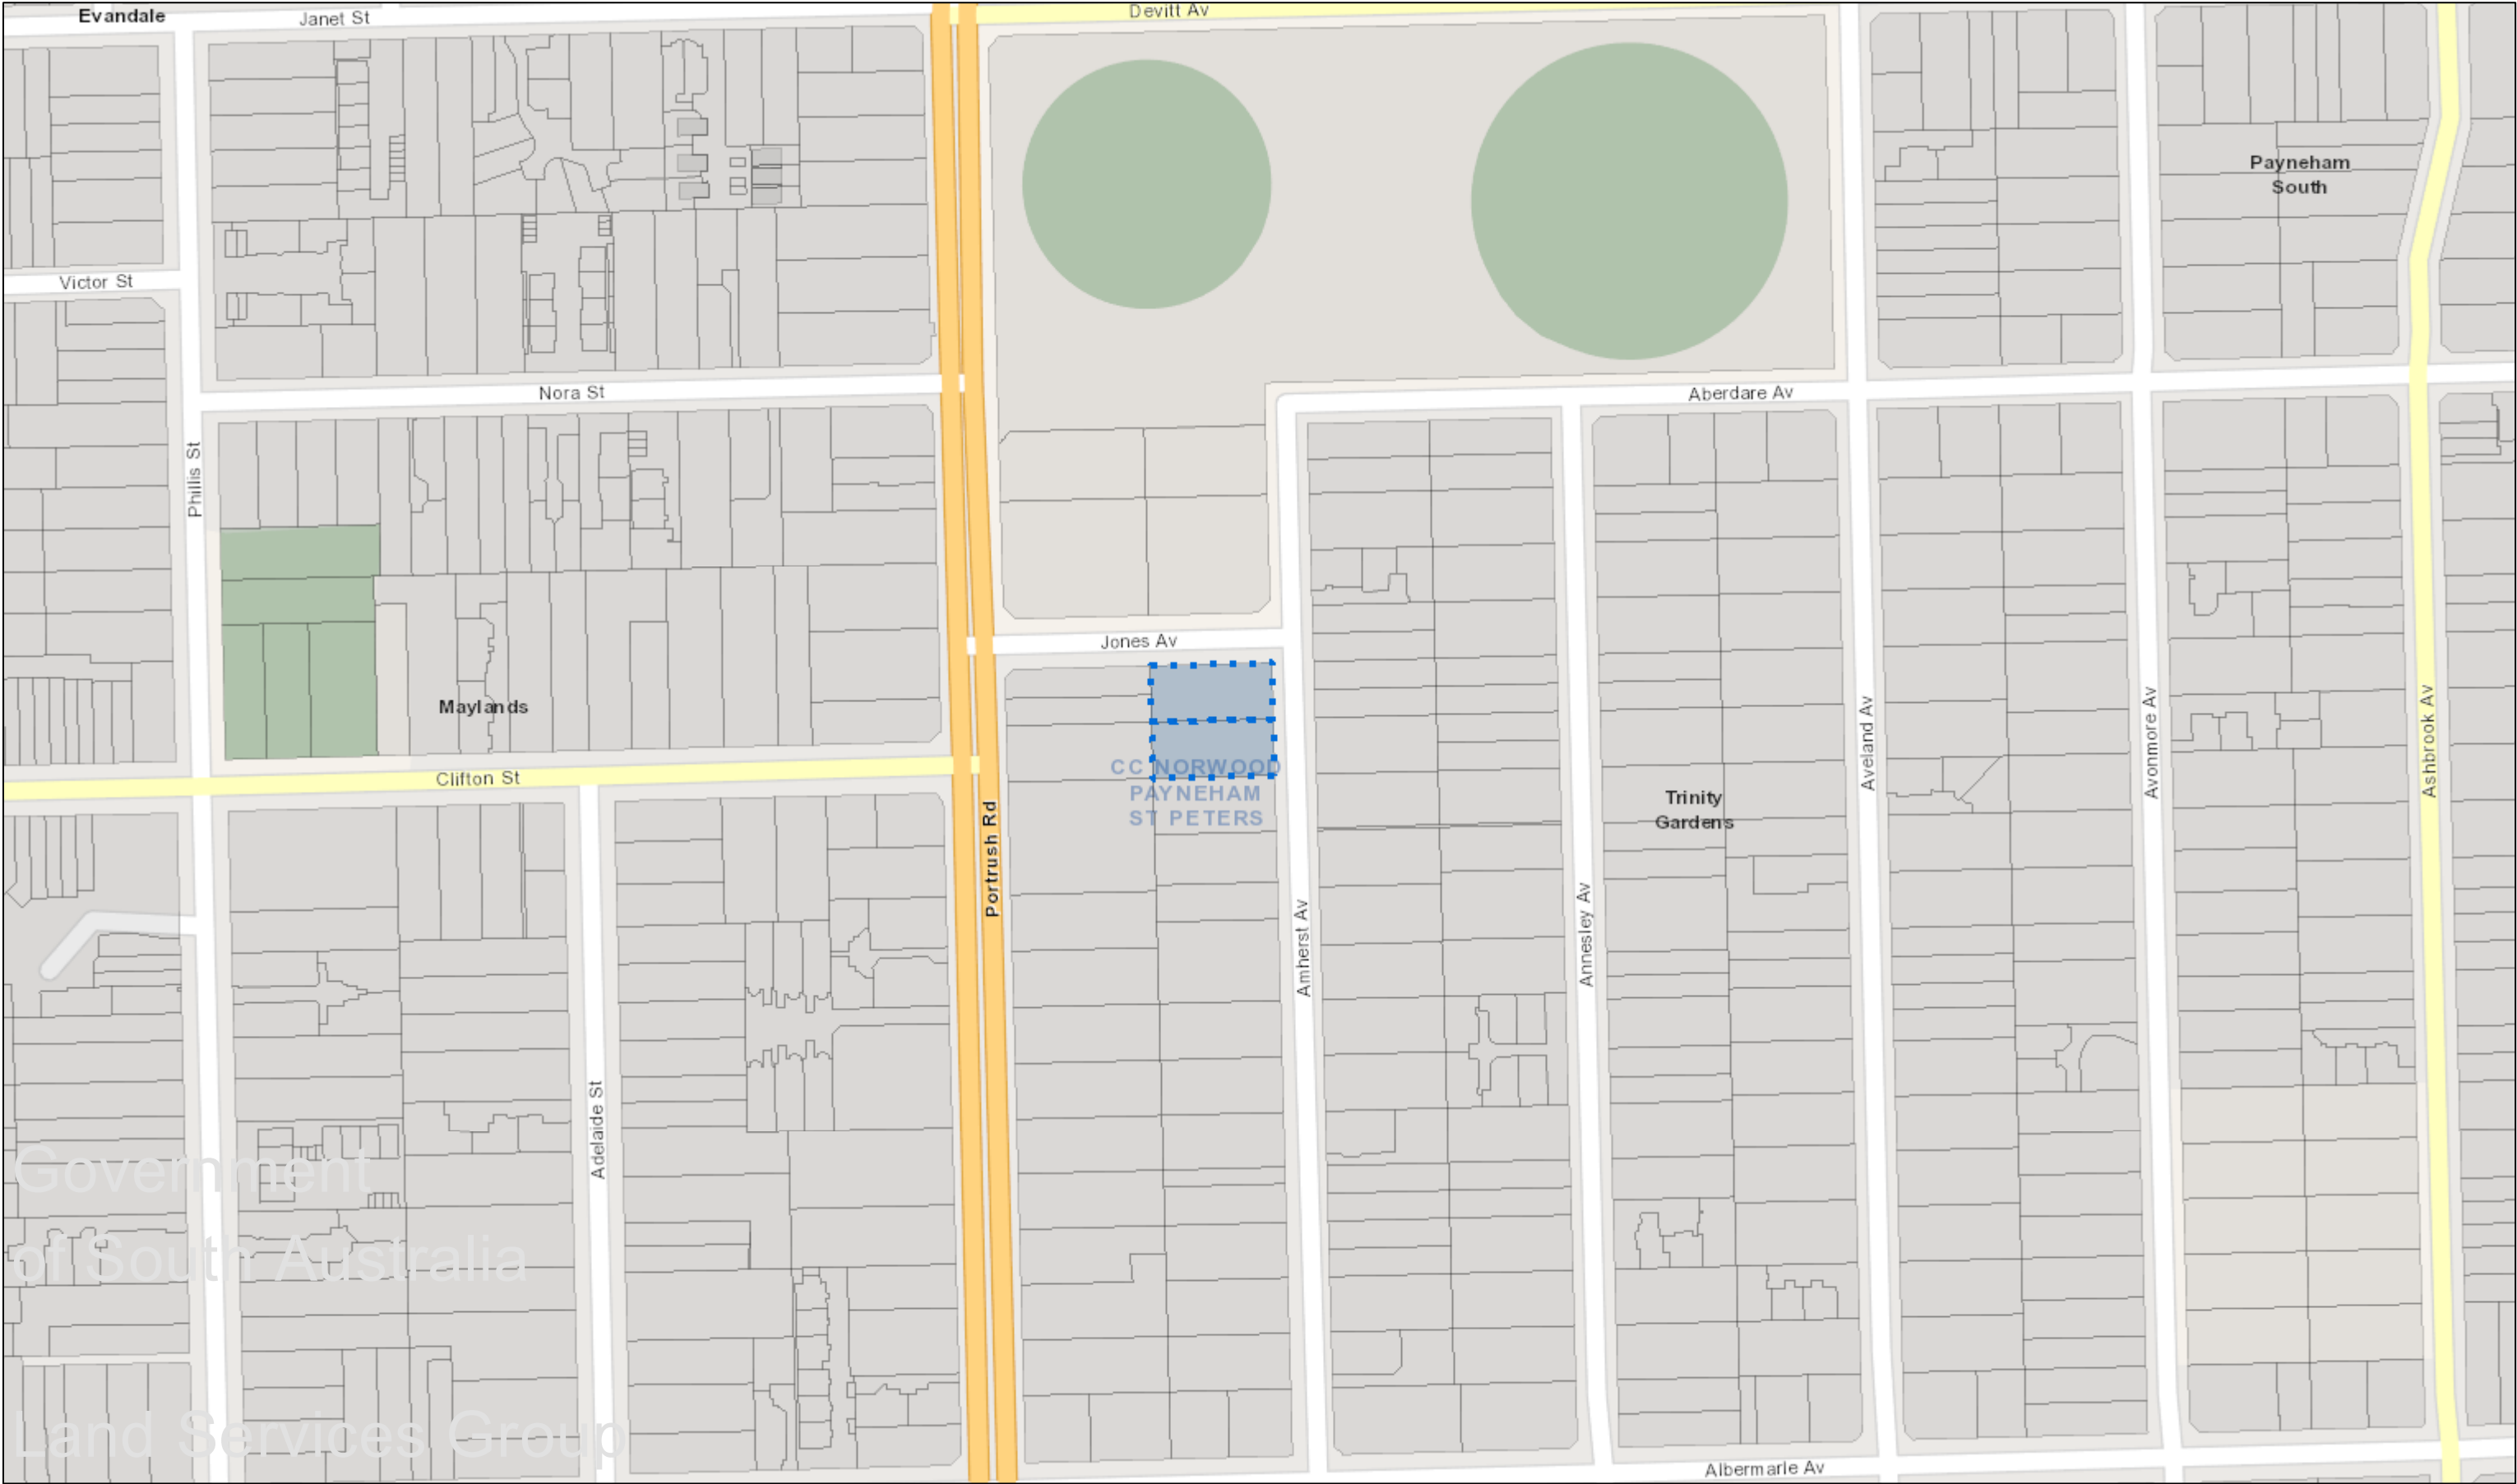 Evandale
Janet St
Devitt Av
Payneham
South
Victor St
Nora St
Aberdare Av
Phillis St
Jones Av
Maylands
Clifton St
CC NORWOOD
PAYNEHAM
ST PETERS
Portrush Rd
Trinity
Gardens
Aveland Av
Avonmore Av
Ashbrook Av
Amherst Av
Annesley Av
Adelaide St
Government
of South Australia
Land Services Group
Albermarle Av